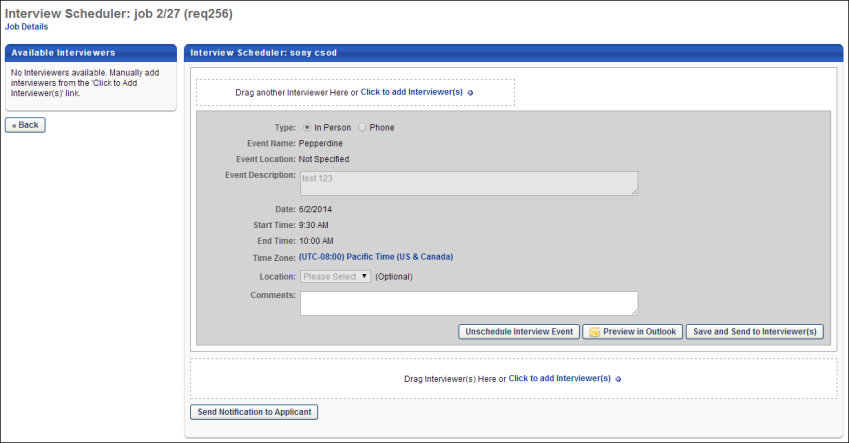 Interview Scheduler: job 2/27 (req256)
Job Details
Available Interviewers
No Interviewers available. Manually add
interviewers from the 'Click to Add
Interviewer(s)' link.
« Back
Interview Scheduler: sony csod
Drag another Interviewer Here or Click to add Interviewer(s)
Type: In Person Phone
Event Name: Pepperdine
Event Location: Not Specified
Event Description: test 123
Date: 6/2/2014
Start Time: 9:30 AM
End Time: 10:00 AM
Time Zone: (UTC-08:00) Pacific Time (US & Canada)
Location: Please Select (Optional)
Comments:
Unschedule Interview Event Preview in Outlook Save and Send to Interviewer(s)
Drag Interviewer(s) Here or Click to add Interviewer(s)
Send Notification to Applicant